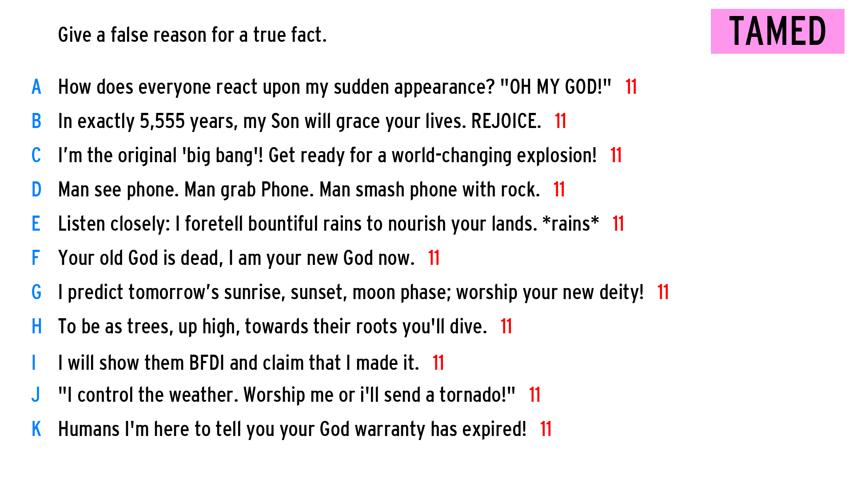 Give a false reason for a true fact.
TAMED
A How does everyone react upon my sudden appearance? "OH MY GOD!" 11
B In exactly 5,555 years, my Son will grace your lives. REJOICE. 11
C I'm the original 'big bang'! Get ready for a world-changing explosion! 11
D Man see phone. Man grab Phone. Man smash phone with rock. 11
E Listen closely: I foretell bountiful rains to nourish your lands. *rains* 11
F Your old God is dead, I am your new God now. 11
G I predict tomorrow's sunrise, sunset, moon phase; worship your new deity! 11
H To be as trees, up high, towards their roots you'll dive. 11
I I will show them BFDI and claim that I made it. 11
J "I control the weather. Worship me or i'll send a tornado!" 11
K Humans I'm here to tell you your God warranty has expired! 11